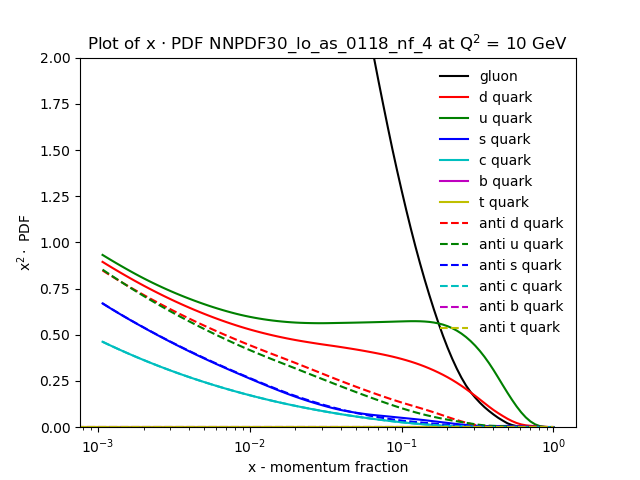 Plot of x · PDF NNPDF30_lo_as_0118_nf_4 at Q² = 10 GeV
2.00
1.75
1.50
1.25
1.00
0.75
0.50
0.25
0.00
x² · PDF
gluon
d quark
u quark
s quark
c quark
b quark
t quark
anti d quark
anti u quark
anti s quark
anti c quark
anti b quark
anti t quark
10⁻³ 10⁻² 10⁻¹ 10⁰
x - momentum fraction